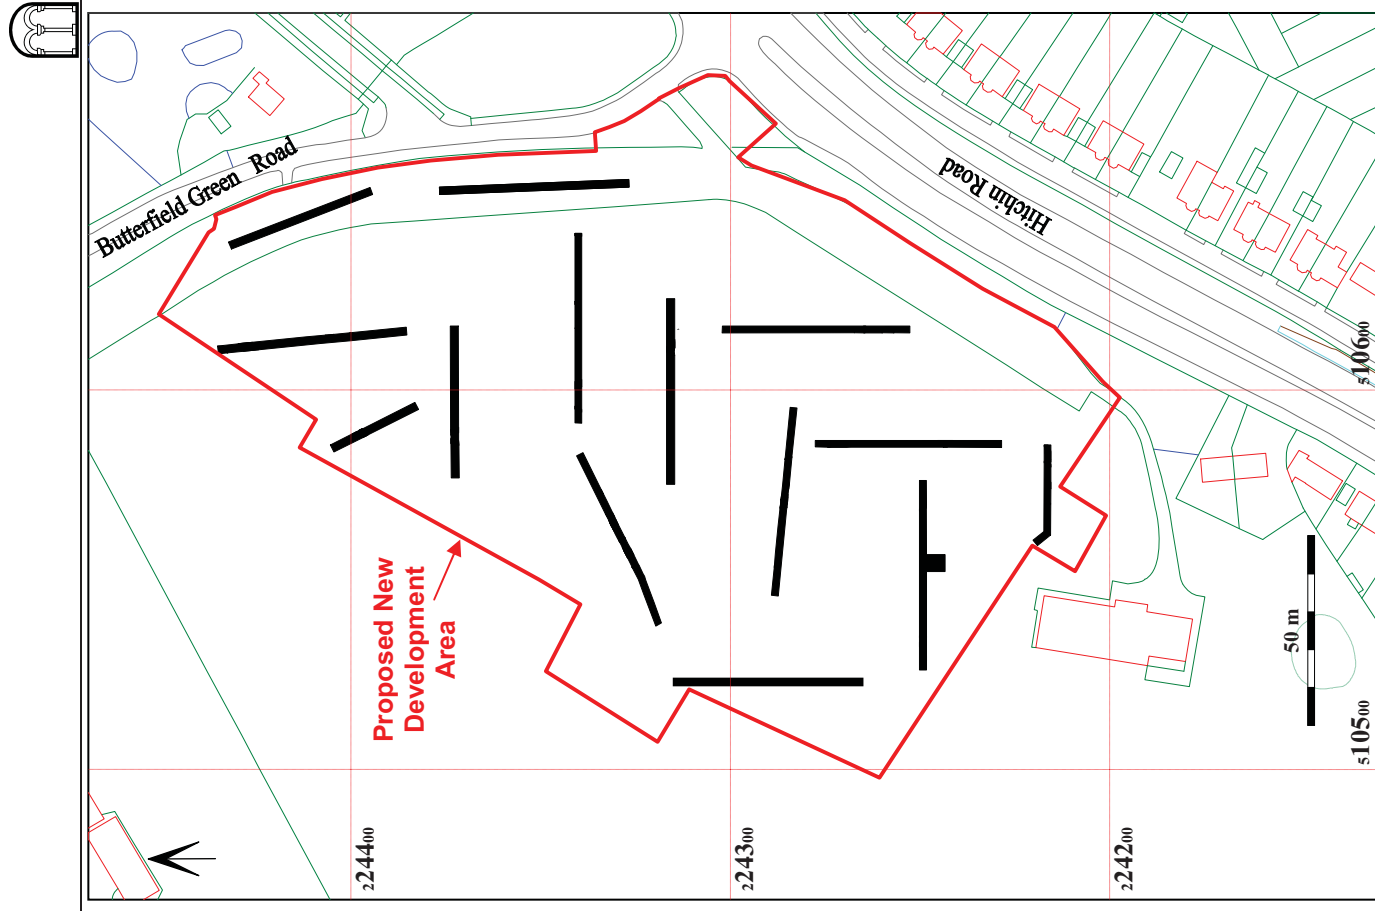 Butterfield Green Road
Hitchin Road
Proposed New
Development
Area
510600
510500
50 m
224400
224300
224200